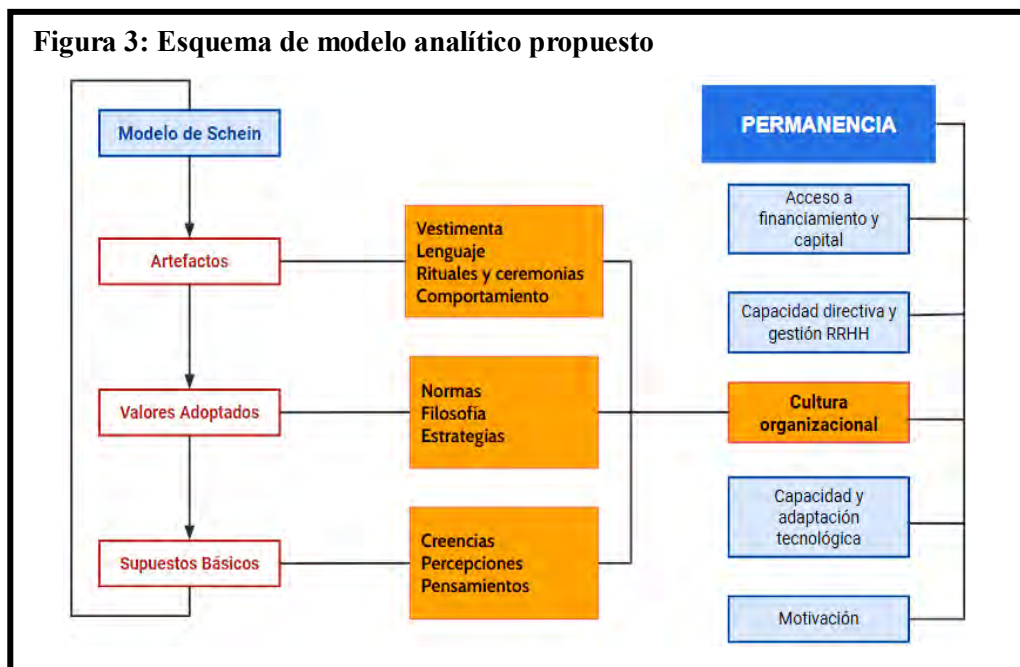 Figura 3: Esquema de modelo analítico propuesto
Modelo de Schein
Artefactos
Valores Adoptados
Supuestos Básicos
Vestimenta
Lenguaje
Rituales y ceremonias
Comportamiento
Normas
Filosofía
Estrategias
Creencias
Percepciones
Pensamientos
PERMANENCIA
Acceso a
financiamiento y
capital
Capacidad directiva y
gestión RRHH
Cultura
organizacional
Capacidad y
adaptación
tecnológica
Motivación